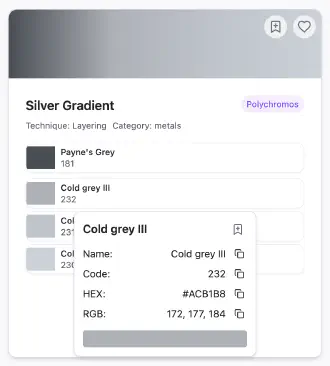 Silver Gradient
Polychromos
Technique: Layering Category: metals
Payne's Grey
181
Cold grey III
232
Col
231
Col
230
Cold grey III
Name: Cold grey III
Code: 232
HEX: #ACB1B8
RGB: 172, 177, 184